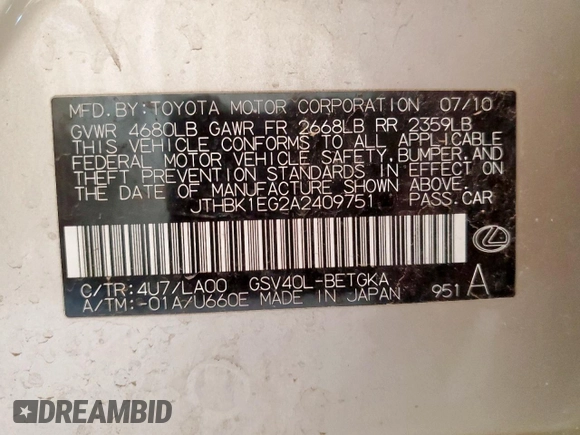 MFD.BY:TOYOTA MOTOR CORPORATION 07/10
GVWR 4680LB GAWR FR 2668LB RR 2359LB
THIS VEHICLE CONFORMS TO ALL APPLICABLE
FEDERAL MOTOR VEHICLE SAFETY, BUMPER, AND
THEFT PREVENTION STANDARDS IN EFFECT ON
THE DATE OF MANUFACTURE SHOWN ABOVE.
JTHBK1EG2A2409751 PASS.CAR
C/TR:4U7/LA00 GSV40L-BETGKA
A/TM:-01A/U660E MADE IN JAPAN 951 A
DREAMBID